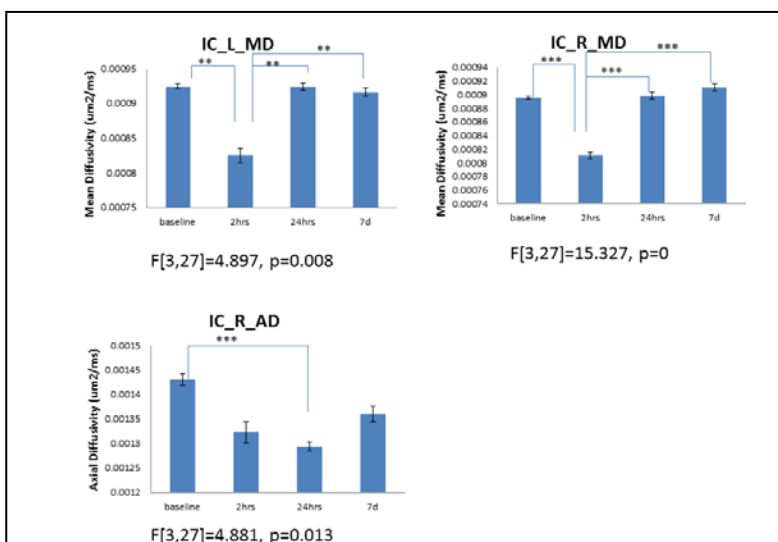 IC_L_MD
**
**
**
0.00095
0.0009
0.00085
0.0008
0.00075
Mean Diffusivity (um2/ms)
baseline 2hrs 24hrs 7d
F[3,27]=4.897, p=0.008
IC_R_MD
***
***
***
0.00094
0.00092
0.0009
0.00088
0.00086
0.00084
0.00082
0.0008
0.00078
0.00076
0.00074
Mean Diffusivity (um2/ms)
baseline 2hrs 24hrs 7d
F[3,27]=15.327, p=0
IC_R_AD
***
0.0015
0.00145
0.0014
0.00135
0.0013
0.00125
0.0012
Axial Diffusivity (um2/ms)
baseline 2hrs 24hrs 7d
F[3,27]=4.881, p=0.013